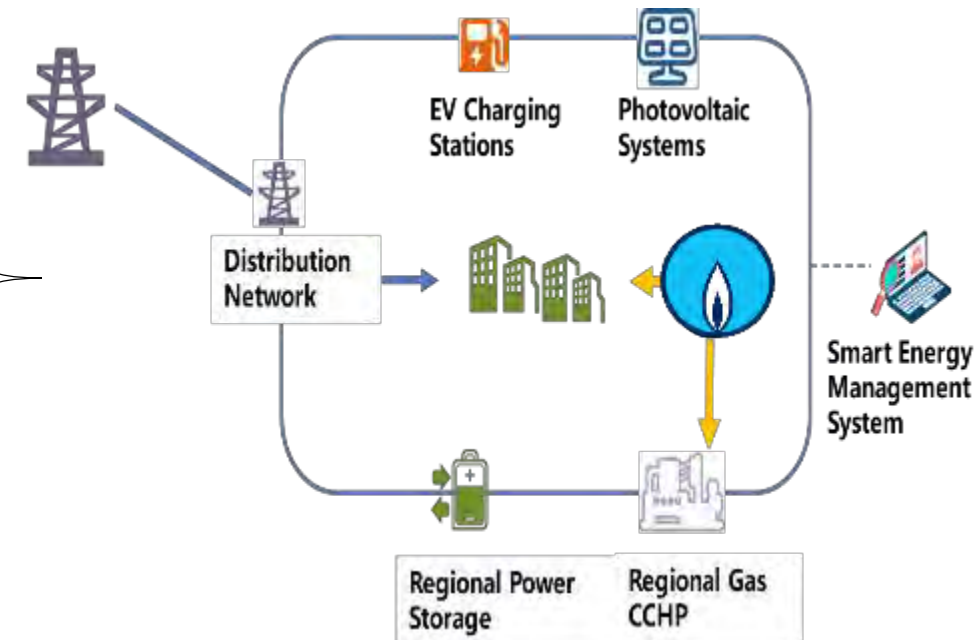 EV Charging
Stations
Photovoltaic
Systems
Distribution
Network
Smart Energy
Management
System
Regional Power
Storage
Regional Gas
CCHP